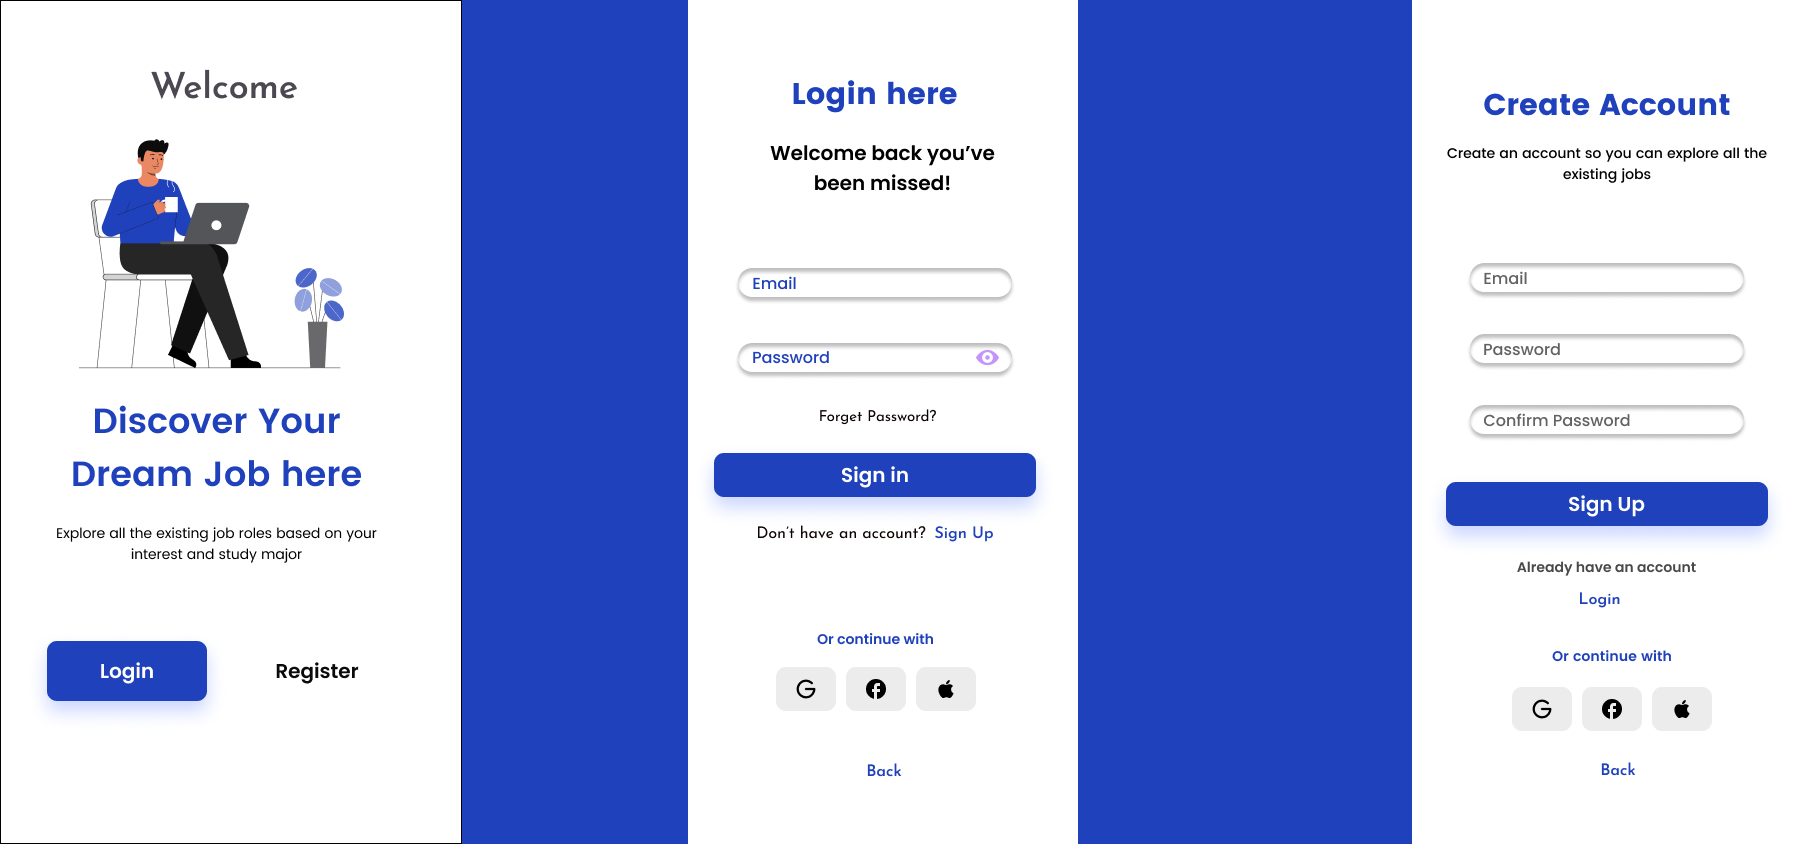 Welcome
Discover Your
Dream Job here
Explore all the existing job roles based on your
interest and study major
Login
Register
Login here
Welcome back you’ve
been missed!
Email
Password
Forget Password?
Sign in
Don’t have an account? Sign Up
Or continue with
Back
Create Account
Create an account so you can explore all the
existing jobs
Email
Password
Confirm Password
Sign Up
Already have an account
Login
Or continue with
Back